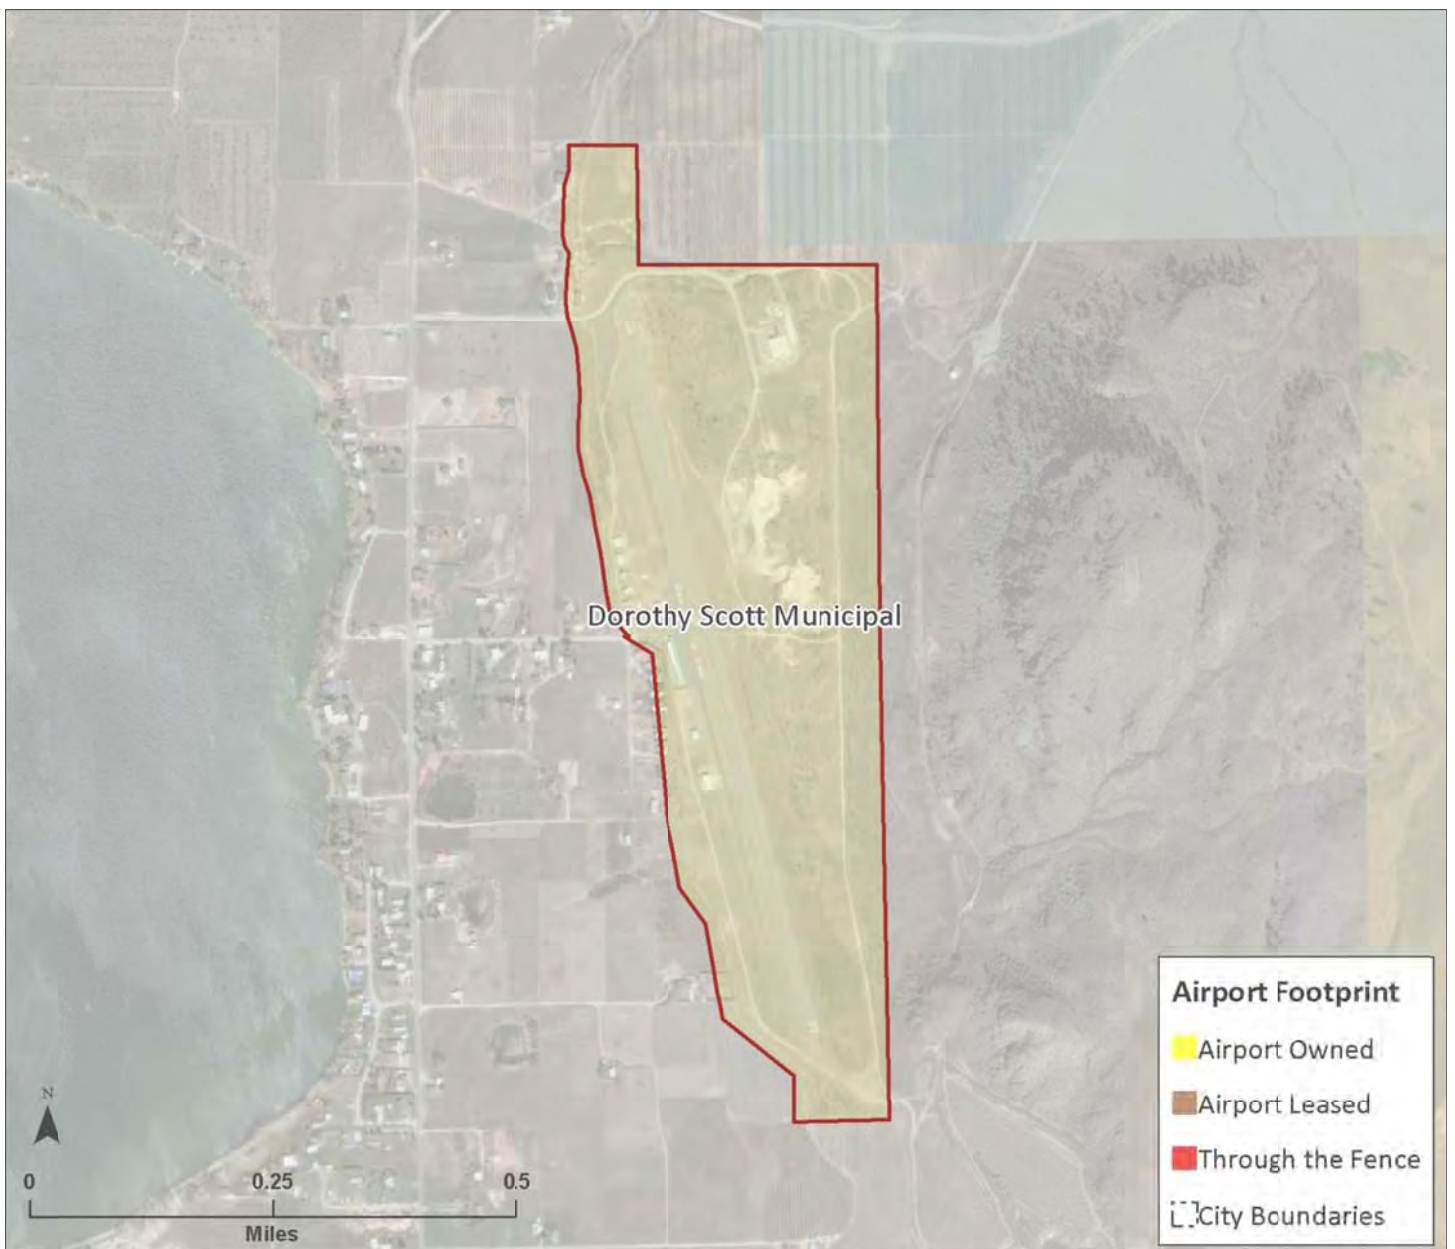 Dorothy Scott Municipal
Airport Footprint
Airport Owned
Airport Leased
Through the Fence
City Boundaries
N
0 0.25 0.5
Miles